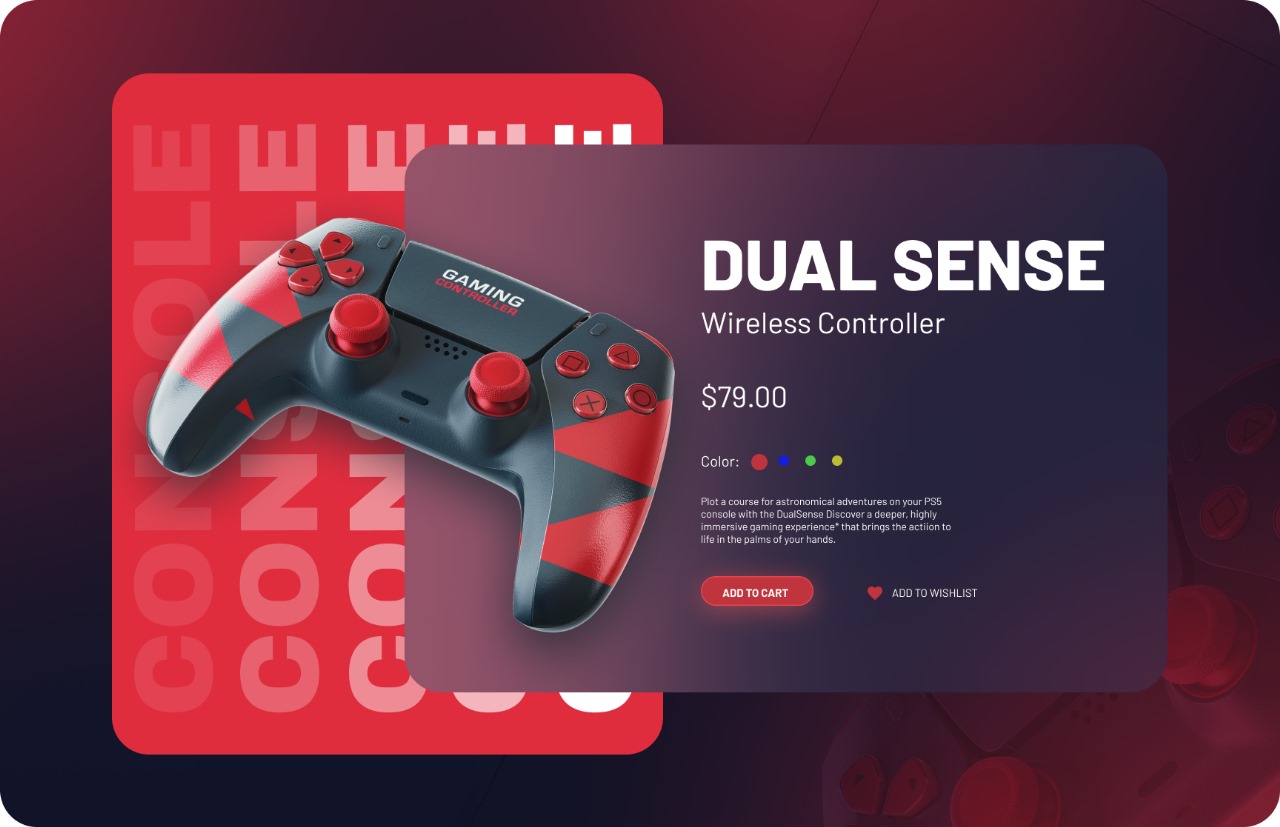 CONSOLE
CONSOLE
CONSOLE
GAMING
CONTROLLER
DUAL SENSE
Wireless Controller
$79.00
Color:
Plot a course for astronomical adventures on your PS5
console with the DualSense Discover a deeper, highly
immersive gaming experience* that brings the actiion to
life in the palms of your hands.
ADD TO CART
ADD TO WISHLIST